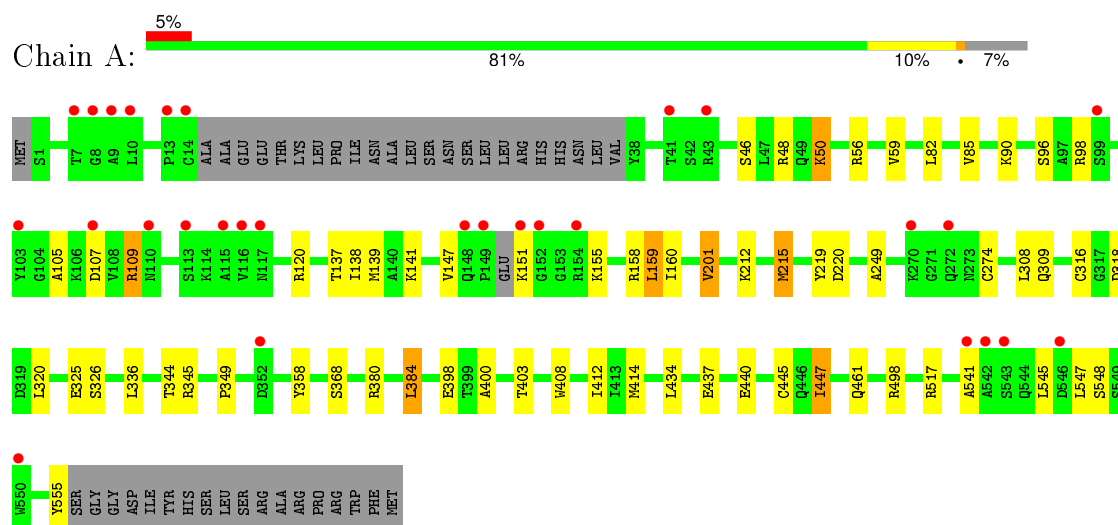 5%
Chain A:
81% 10% • 7%
MET S1 T7 G8 A9 L10 P13 C14 ALA ALA GLU GLU THR LYS LEU PRO ILE ASN ALA LEU SER ASN SER LEU LEU ARG HIS HIS ASN LEU VAL Y38 T41 S42 R43 S46 L47 R48 Q49 K50 R56 V59 L82 V85 K90 S96 A97 R98 S99
Y103 G104 A105 K106 D107 V108 R109 N110 S113 K114 A115 V116 N117 R120 T137 I138 M139 A140 K141 V147 Q148 P149 GLU K151 G152 G153 R154 K155 R158 L159 I160 V201 K212 M215 Y219 D220 A249 K270 G271 Q272 N273 C274 L308 Q309 C316 G317
D319 L320 E325 S326 L336 T344 R345 P349 D352 Y358 S368 R380 L384 E398 T399 A400 T403 W408 I412 I413 M414 L434 E437 E440 C445 Q446 I447 Q461 R498 R517 A541 A542 S543 Q544 L545 D546 L547 S548 S549
W550 Y555 SER GLY GLY ASP ILE TYR HIS SER LEU SER ARG ALA ARG PRO ARG TRP PHE MET